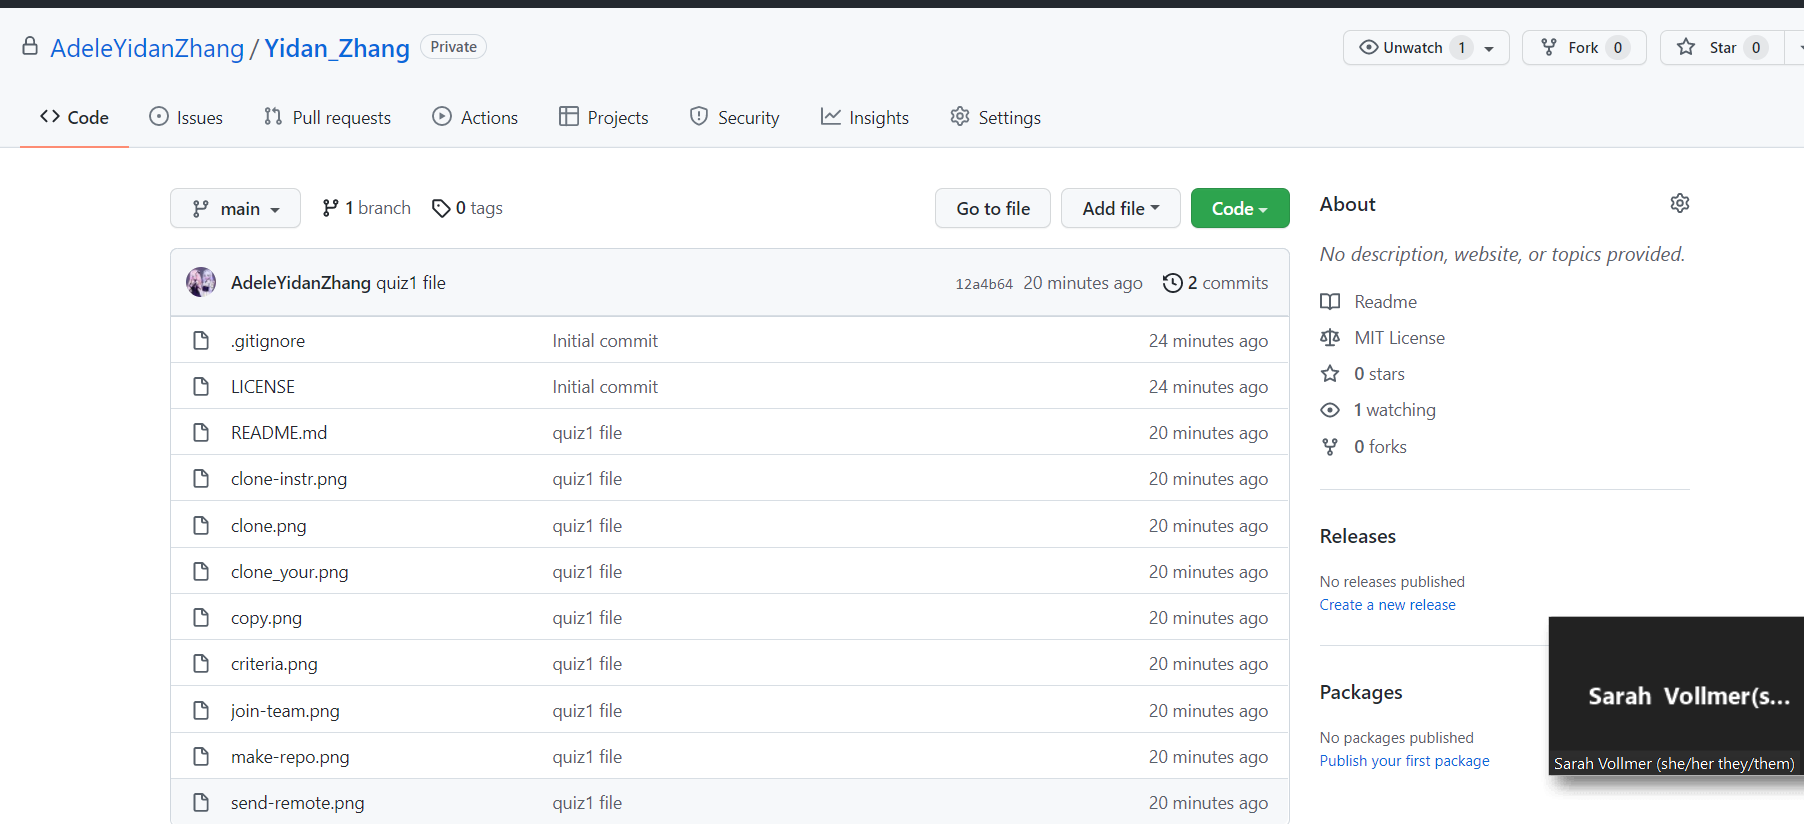 AdeleYidanZhang / Yidan_Zhang Private
Unwatch 1 Fork 0 Star 0
Code Issues Pull requests Actions Projects Security Insights Settings
main 1 branch 0 tags Go to file Add file Code
AdeleYidanZhang quiz1 file 12a4b64 20 minutes ago 2 commits
.gitignore Initial commit 24 minutes ago
LICENSE Initial commit 24 minutes ago
README.md quiz1 file 20 minutes ago
clone-instr.png quiz1 file 20 minutes ago
clone.png quiz1 file 20 minutes ago
clone_your.png quiz1 file 20 minutes ago
copy.png quiz1 file 20 minutes ago
criteria.png quiz1 file 20 minutes ago
join-team.png quiz1 file 20 minutes ago
make-repo.png quiz1 file 20 minutes ago
send-remote.png quiz1 file 20 minutes ago
About
No description, website, or topics provided.
Readme
MIT License
0 stars
1 watching
0 forks
Releases
No releases published
Create a new release
Packages
No packages published
Publish your first package
Sarah Vollmer(s...
Sarah Vollmer (she/her they/them)